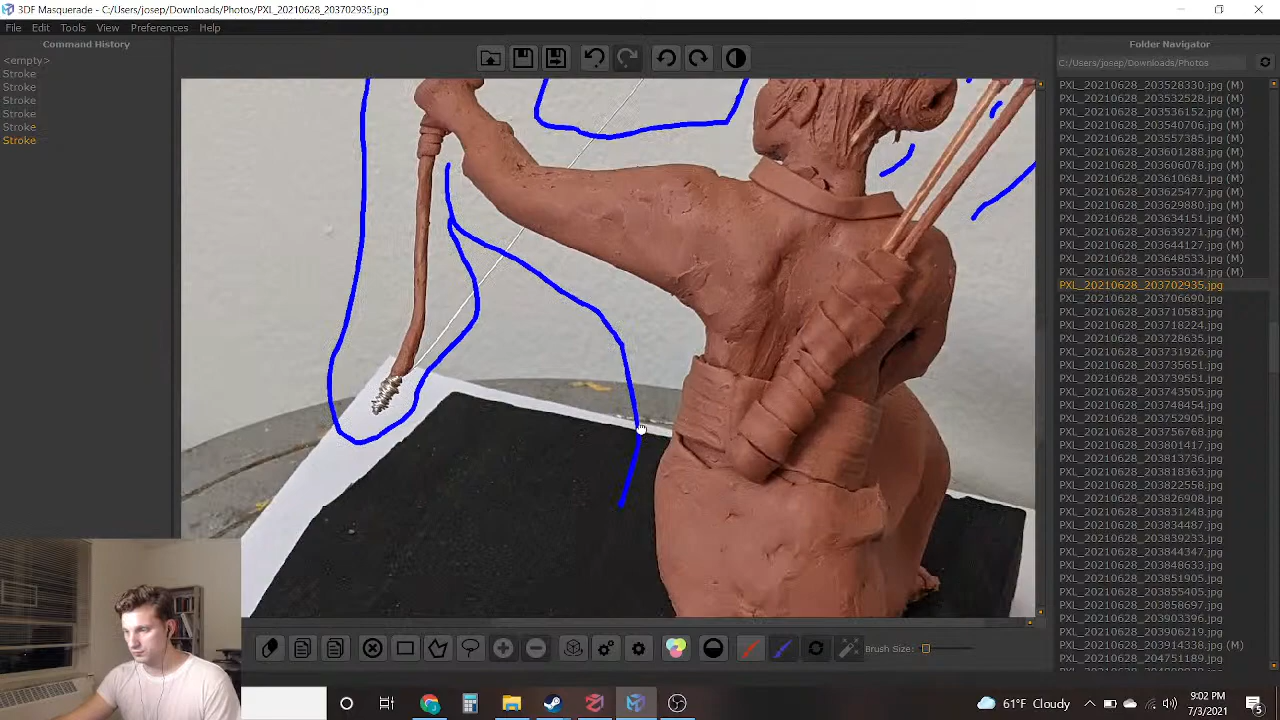 3DF Masquerade - C:/Users/josep/Downloads/Photos/PXL_20210628_203702935.jpg
File Edit Tools View Preferences Help
Command History
<empty>
Stroke
Stroke
Stroke
Stroke
Stroke
Stroke
Folder Navigator
C:/Users/josep/Downloads/Photos
PXL_20210628_203528330.jpg (M)
PXL_20210628_203532528.jpg (M)
PXL_20210628_203536152.jpg (M)
PXL_20210628_203540706.jpg (M)
PXL_20210628_203557385.jpg (M)
PXL_20210628_203601288.jpg (M)
PXL_20210628_203606078.jpg (M)
PXL_20210628_203610681.jpg (M)
PXL_20210628_203625477.jpg (M)
PXL_20210628_203629880.jpg (M)
PXL_20210628_203634151.jpg (M)
PXL_20210628_203639271.jpg (M)
PXL_20210628_203644127.jpg (M)
PXL_20210628_203648533.jpg (M)
PXL_20210628_203653034.jpg (M)
PXL_20210628_203702935.jpg
PXL_20210628_203706690.jpg
PXL_20210628_203710583.jpg
PXL_20210628_203718224.jpg
PXL_20210628_203728635.jpg
PXL_20210628_203731926.jpg
PXL_20210628_203735651.jpg
PXL_20210628_203739551.jpg
PXL_20210628_203743505.jpg
PXL_20210628_203748454.jpg
PXL_20210628_203752905.jpg
PXL_20210628_203756768.jpg
PXL_20210628_203801417.jpg
PXL_20210628_203813736.jpg
PXL_20210628_203818363.jpg
PXL_20210628_203822558.jpg
PXL_20210628_203826908.jpg
PXL_20210628_203831248.jpg
PXL_20210628_203834487.jpg
PXL_20210628_203839233.jpg
PXL_20210628_203844347.jpg
PXL_20210628_203848633.jpg
PXL_20210628_203851905.jpg
PXL_20210628_203855405.jpg
PXL_20210628_203858697.jpg
PXL_20210628_203903396.jpg
PXL_20210628_203906219.jpg
PXL_20210628_203914338.jpg (M)
PXL_20210628_204751189.jpg
Brush Size:
61°F Cloudy
9:02 PM
7/3/2021
5